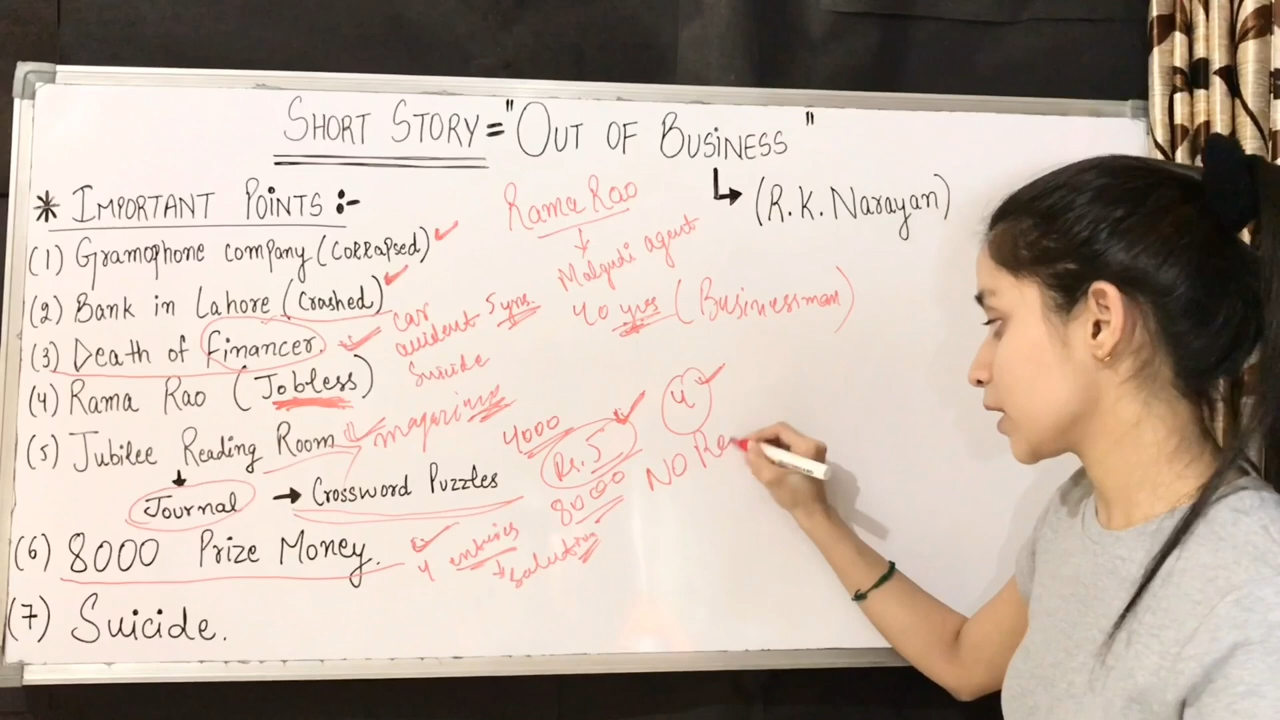 SHORT STORY = "OUT OF BUSINESS"
(R.K. Narayan)
* IMPORTANT POINTS :-
(1) Gramophone company (CORRapsed)
(2) Bank in Lahore (Crashed)
(3) Death of Financer.
(4) Rama Rao (Jobless)
(5) Jubilee Reading Room
Journal → Crossword Puzzles
(6) 8000 Prize Money.
(7) Suicide.
Rama Rao
Malgudi agent
40 yrs (Businessman)
car
accident 5 yrs.
Suicide
magazine
4000
Rs. 5
8000
4
NO Re
4 entries
solution